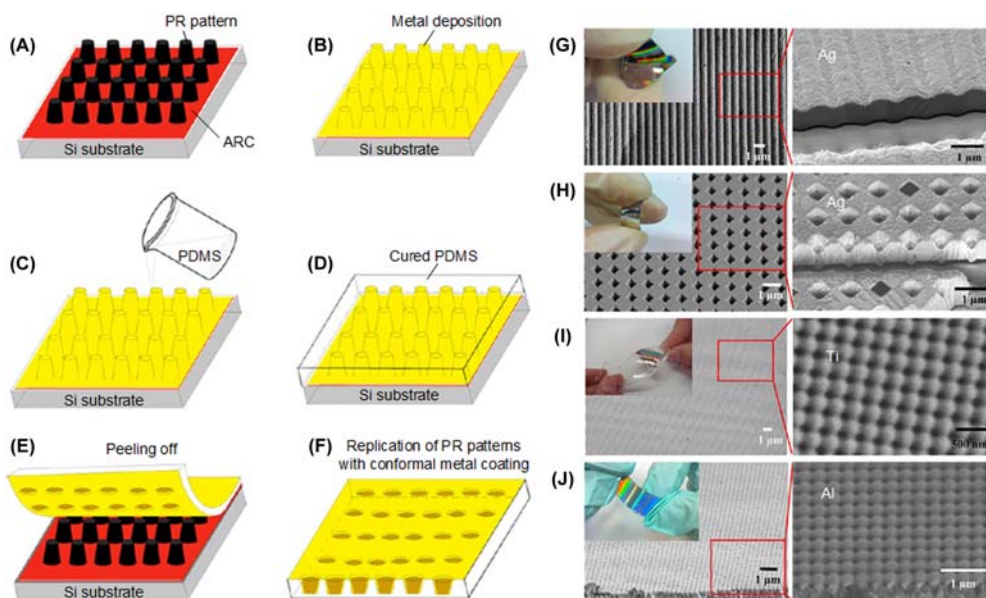 (A)
PR pattern
ARC
Si substrate
(B)
Metal deposition
Si substrate
(C)
PDMS
Si substrate
(D)
Cured PDMS
Si substrate
(E)
Peeling off
Si substrate
(F)
Replication of PR patterns
with conformal metal coating
(G)
1 μm
Ag
1 μm
(H)
1 μm
Ag
1 μm
(I)
1 μm
Ti
500 nm
(J)
1 μm
Al
1 μm